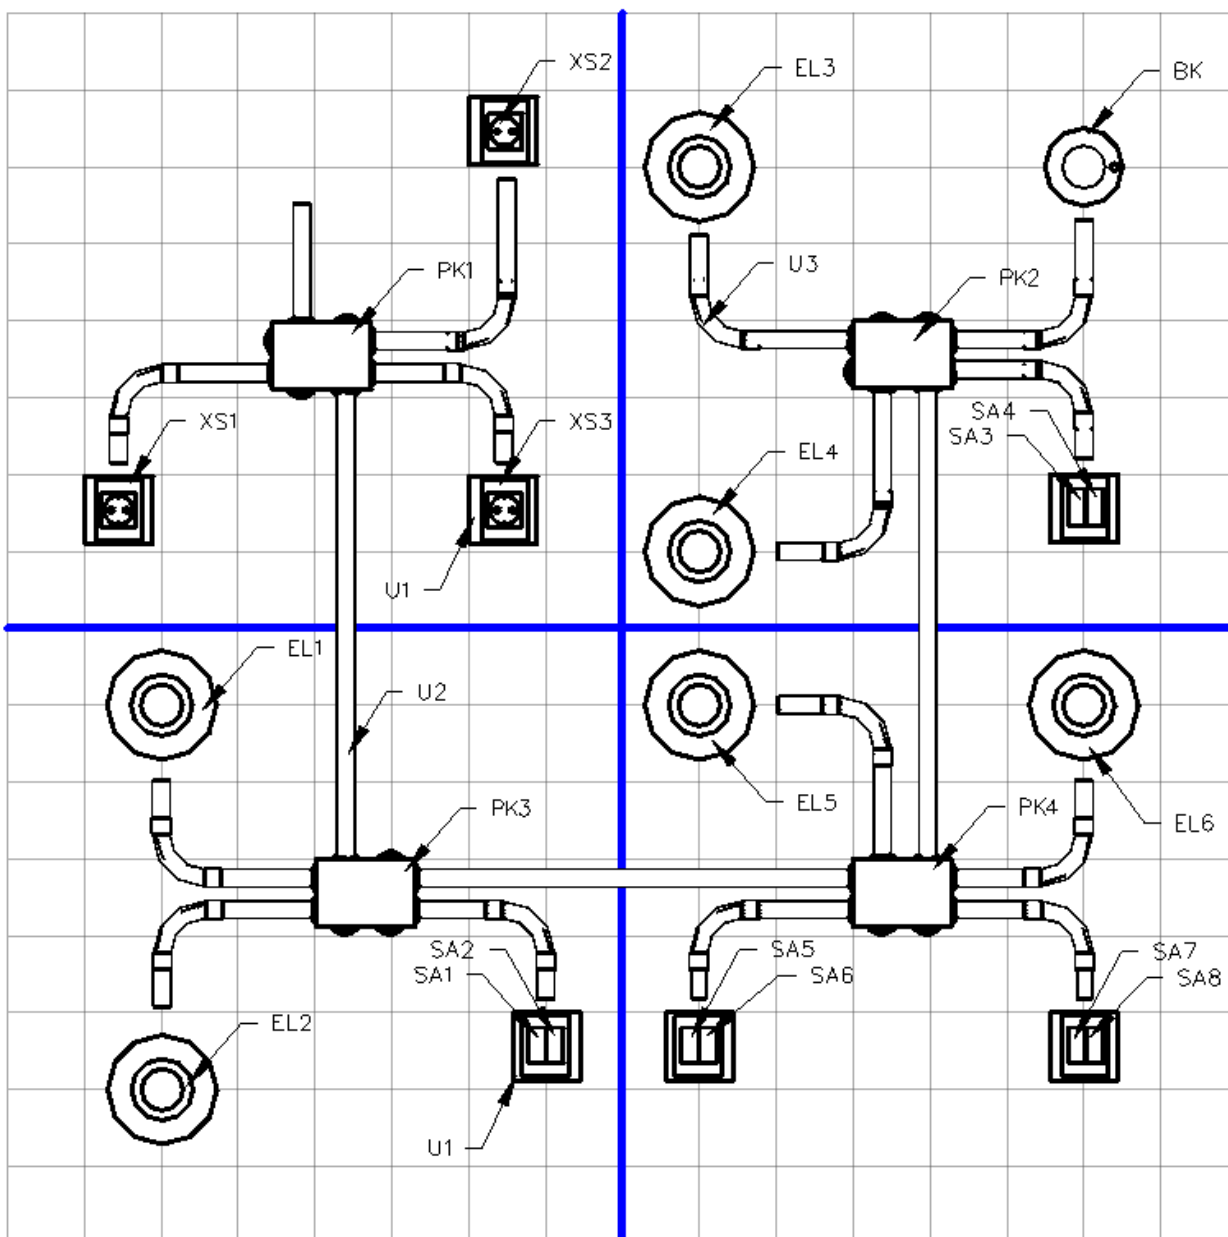 XS2
EL3
BK
PK1
U3
PK2
XS1
XS3
SA4
SA3
EL4
U1
EL1
U2
PK3
EL5
PK4
EL6
SA2
SA1
SA5
SA6
SA7
SA8
EL2
U1